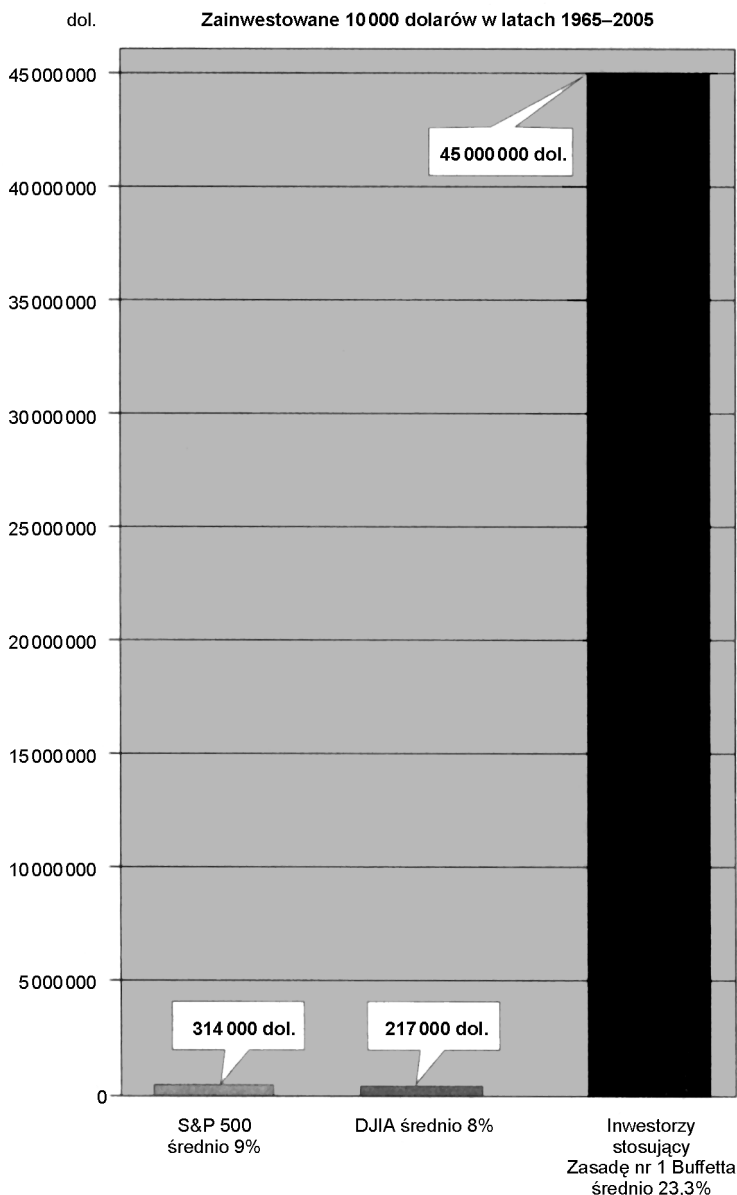 dol.
Zainwestowane 10 000 dolarów w latach 1965–2005
45 000 000
45 000 000 dol.
40 000 000
35 000 000
30 000 000
25 000 000
20 000 000
15 000 000
10 000 000
5 000 000
314 000 dol.
217 000 dol.
0
S&P 500
średnio 9%
DJIA średnio 8%
Inwestorzy
stosujący
Zasadę nr 1 Buffetta
średnio 23.3%